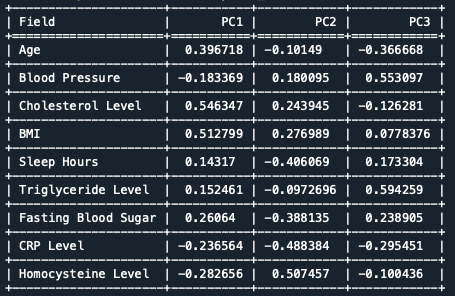 Field PC1 PC2 PC3
Age 0.396718 -0.10149 -0.366668
Blood Pressure -0.183369 0.180095 0.553097
Cholesterol Level 0.546347 0.243945 -0.126281
BMI 0.512799 0.276989 0.0778376
Sleep Hours 0.14317 -0.406069 0.173304
Triglyceride Level 0.152461 -0.0972696 0.594259
Fasting Blood Sugar 0.26064 -0.388135 0.238905
CRP Level -0.236564 -0.488384 -0.295451
Homocysteine Level -0.282656 0.507457 -0.100436